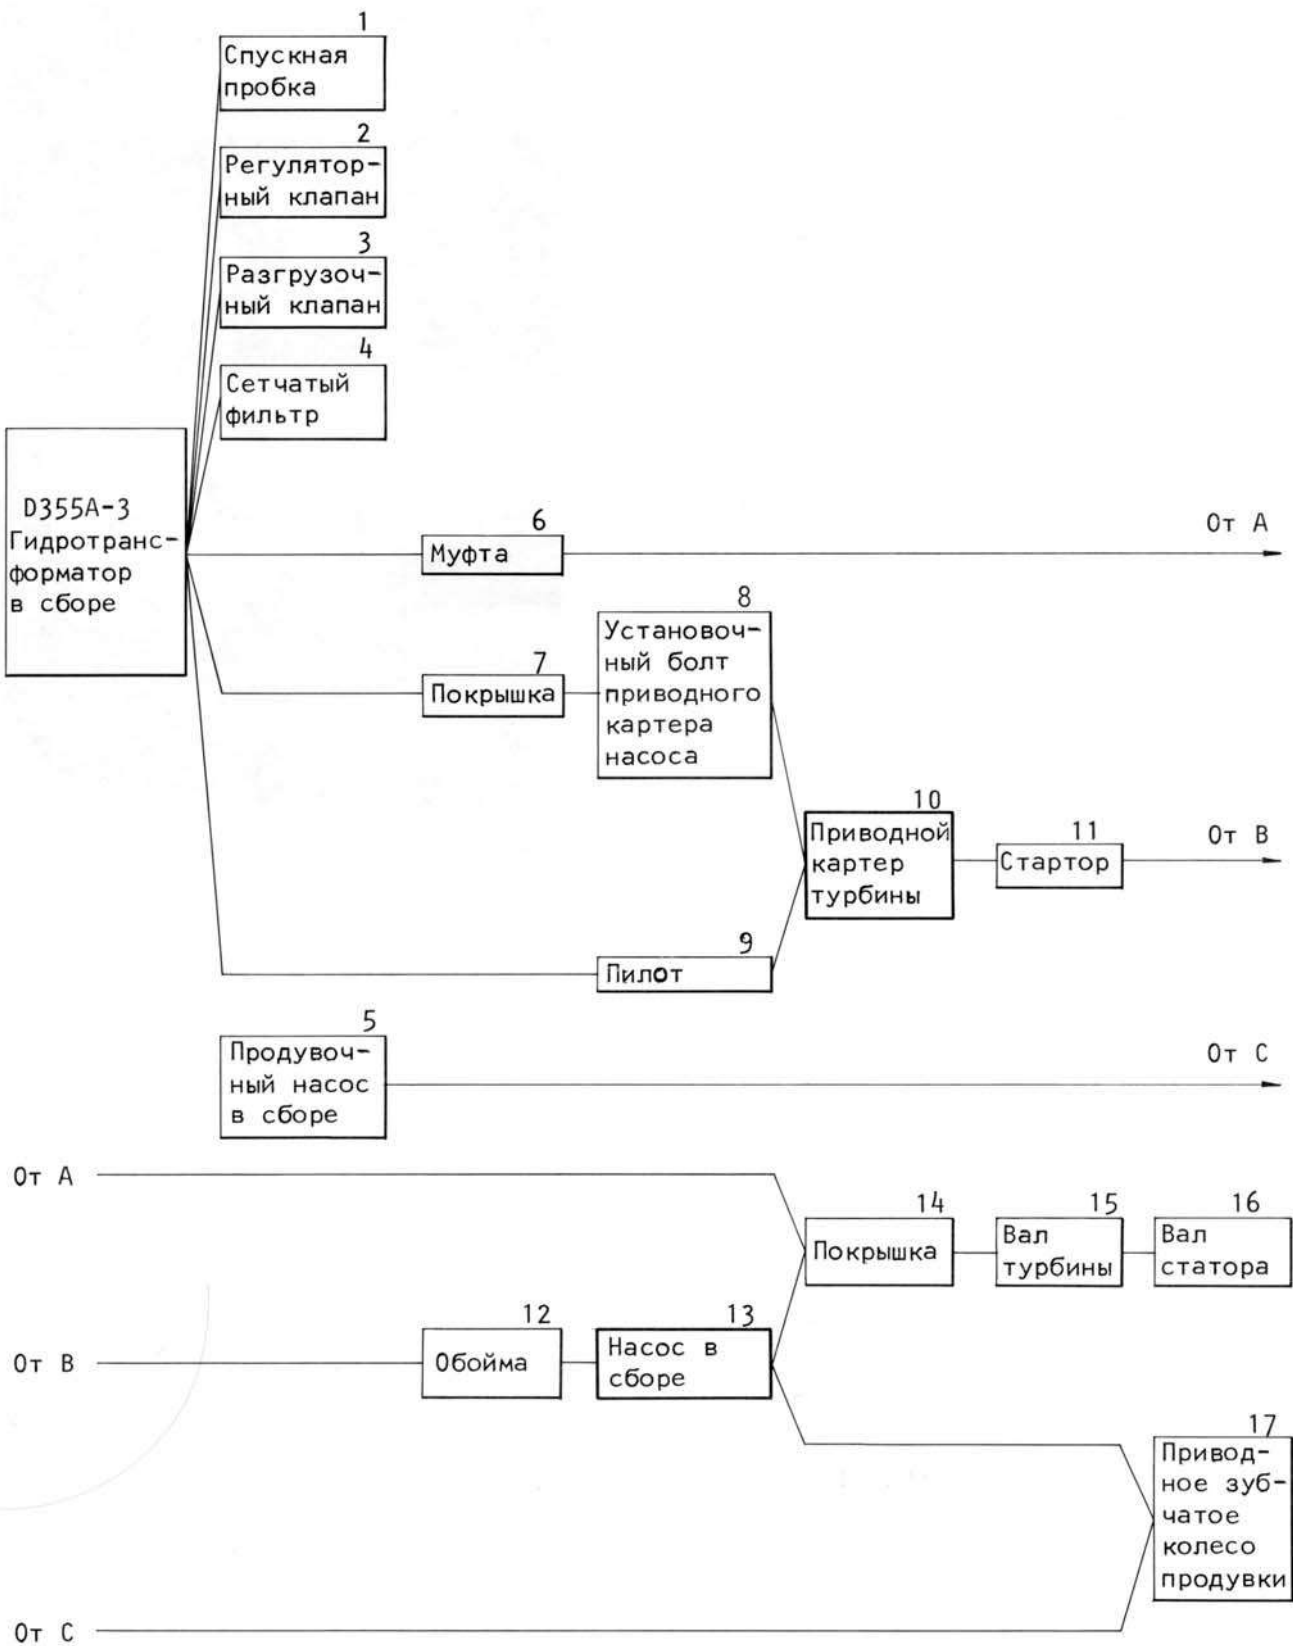 1
Спускная
пробка
2
Регулятор-
ный клапан
3
Разгрузоч-
ный клапан
4
Сетчатый
фильтр
D355A-3
Гидротранс-
форматор
в сборе
6
Муфта
От А
7
Покрышка
8
Установоч-
ный болт
приводного
картера
насоса
9
Пилот
10
Приводной
картер
турбины
11
Стартор
От В
5
Продувоч-
ный насос
в сборе
От С
От А
14
Покрышка
15
Вал
турбины
16
Вал
статора
От В
12
Обойма
13
Насос в
сборе
17
Привод-
ное зуб-
чатое
колесо
продувки
От С